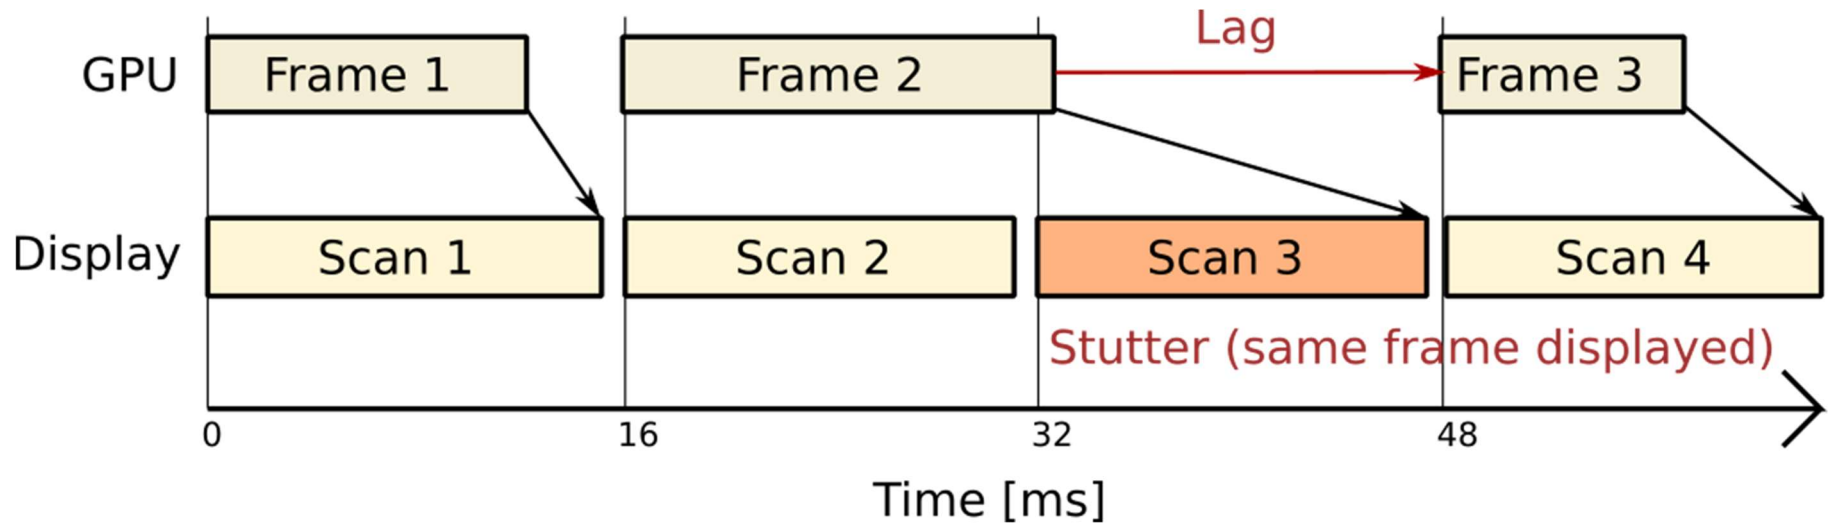 Lag
GPU Frame 1 Frame 2 Frame 3
Display Scan 1 Scan 2 Scan 3 Scan 4
Stutter (same frame displayed)
0 16 32 48
Time [ms]